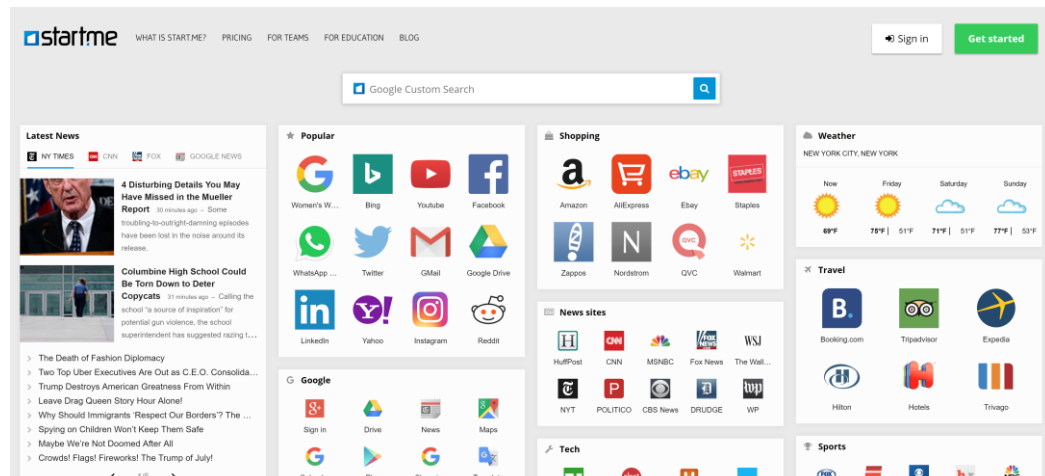 start.me
WHAT IS START.ME?
PRICING
FOR TEAMS
FOR EDUCATION
BLOG
Sign in
Get started
Google Custom Search
Latest News
NY TIMES
CNN
FOX
GOOGLE NEWS
4 Disturbing Details You May
Have Missed in the Mueller
Report 30 minutes ago – Some
troubling-to-outright-damning episodes
have been lost in the noise around its
release.
Columbine High School Could
Be Torn Down to Deter
Copycats 31 minutes ago – Calling the
school “a source of inspiration” for
potential gun violence, the school
superintendent has suggested razing t...
The Death of Fashion Diplomacy
Two Top Uber Executives Are Out as C.E.O. Consolida...
Trump Destroys American Greatness From Within
Leave Drag Queen Story Hour Alone!
Why Should Immigrants ‘Respect Our Borders’? The ...
Spying on Children Won’t Keep Them Safe
Maybe We’re Not Doomed After All
Crowds! Flags! Fireworks! The Trump of July!
Popular
Women's W...
Bing
Youtube
Facebook
WhatsApp ...
Twitter
GMail
Google Drive
LinkedIn
Yahoo
Instagram
Reddit
Google
Sign in
Drive
News
Maps
Shopping
Amazon
AliExpress
ebay
STAPLES
Ebay
Staples
QVC
Zappos
Nordstrom
QVC
Walmart
News sites
CNN
FOX
NEWS
WSJ
HuffPost
CNN
MSNBC
Fox News
The Wall...
wp
NYT
POLITICO
CBS News
DRUDGE
WP
Tech
Weather
NEW YORK CITY, NEW YORK
Now
Friday
Saturday
Sunday
69°F
75°F | 51°F
71°F | 51°F
77°F | 53°F
Travel
B.
Booking.com
Tripadvisor
Expedia
Hilton
Hotels
Trivago
Sports